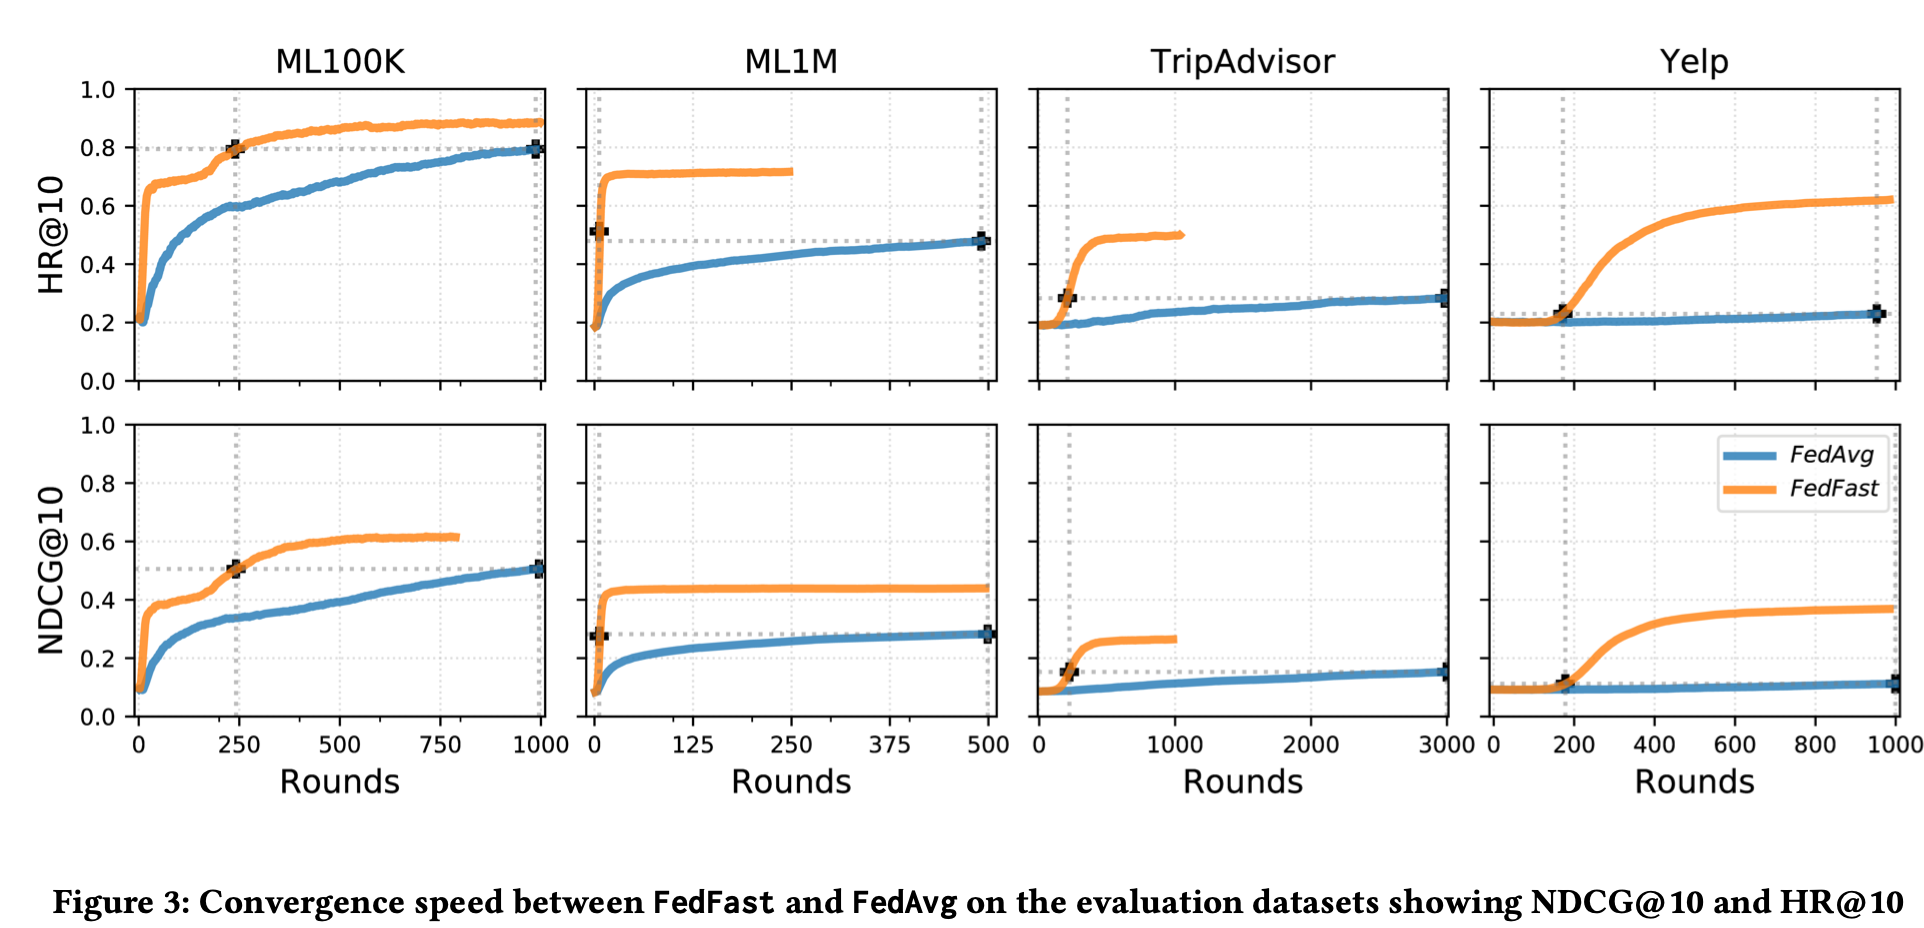 ML100K ML1M TripAdvisor Yelp
HR@10
1.0
0.8
0.6
0.4
0.2
0.0
NDCG@10
1.0
0.8
0.6
0.4
0.2
0.0
FedAvg
FedFast
0 250 500 750 1000 0 125 250 375 500 0 1000 2000 3000 0 200 400 600 800 1000
Rounds Rounds Rounds Rounds
Figure 3: Convergence speed between FedFast and FedAvg on the evaluation datasets showing NDCG@10 and HR@10